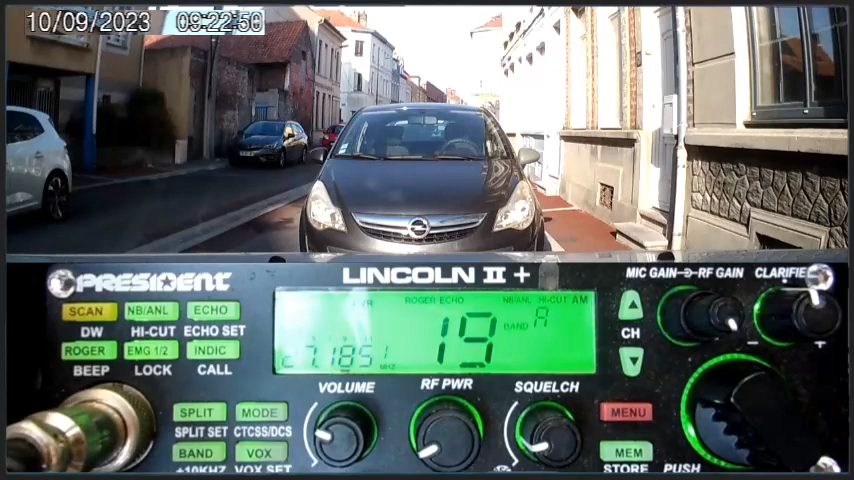 10/09/2023 09:22:50
PRESIDENT
LINCOLN II +
MIC GAIN RF GAIN CLARIFIE
SCAN NB/ANL ECHO
DW HI-CUT ECHO SET
ROGER EMG 1/2 INDIC
BEEP LOCK CALL
ROGER ECHO NB/ANL HI-CUT AM
19 BAND A
27.1851 MHZ
CH
- +
VOLUME RF PWR SQUELCH
SPLIT MODE
SPLIT SET CTCSS/DCS
BAND VOX
+10KHZ VOX SET
MENU
MEM
STORE PUSH